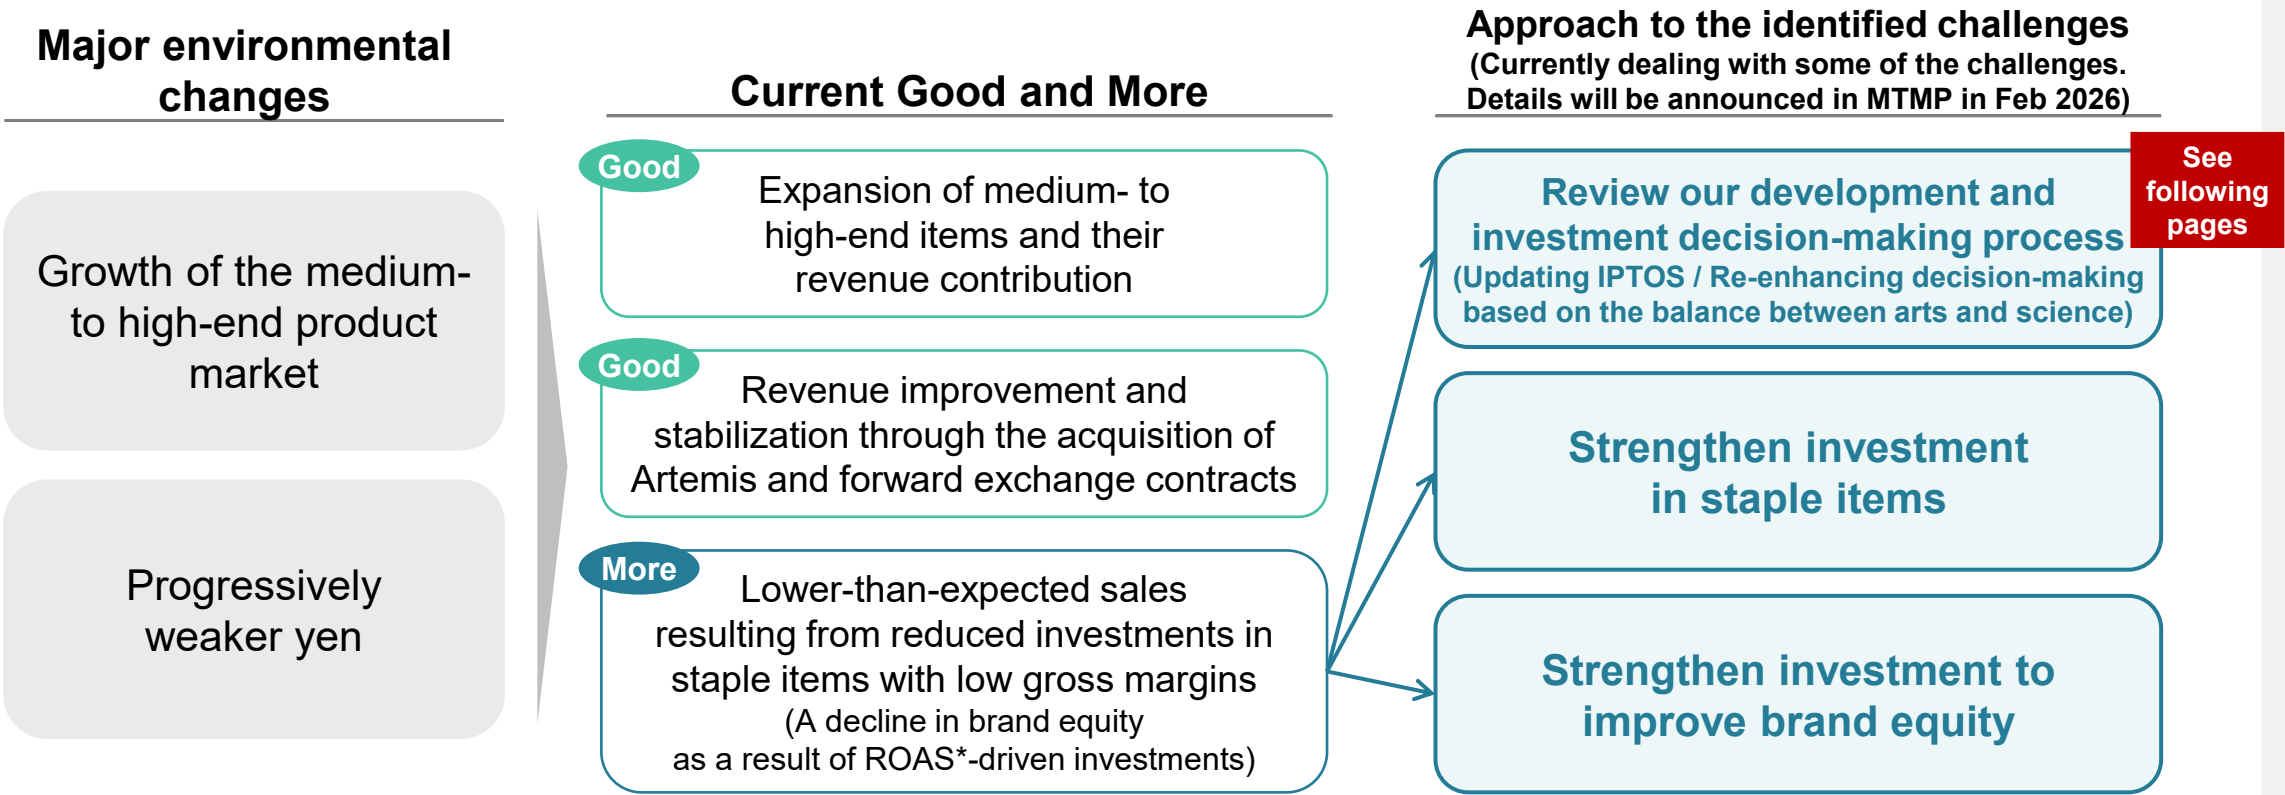 Major environmental
changes
Growth of the medium-
to high-end product
market
Progressively
weaker yen
Current Good and More
Good
Expansion of medium- to
high-end items and their
revenue contribution
Good
Revenue improvement and
stabilization through the acquisition of
Artemis and forward exchange contracts
More
Lower-than-expected sales
resulting from reduced investments in
staple items with low gross margins
(A decline in brand equity
as a result of ROAS*-driven investments)
Approach to the identified challenges
(Currently dealing with some of the challenges.
Details will be announced in MTMP in Feb 2026)
See
following
pages
Review our development and
investment decision-making process
(Updating IPTOS / Re-enhancing decision-making
based on the balance between arts and science)
Strengthen investment
in staple items
Strengthen investment to
improve brand equity